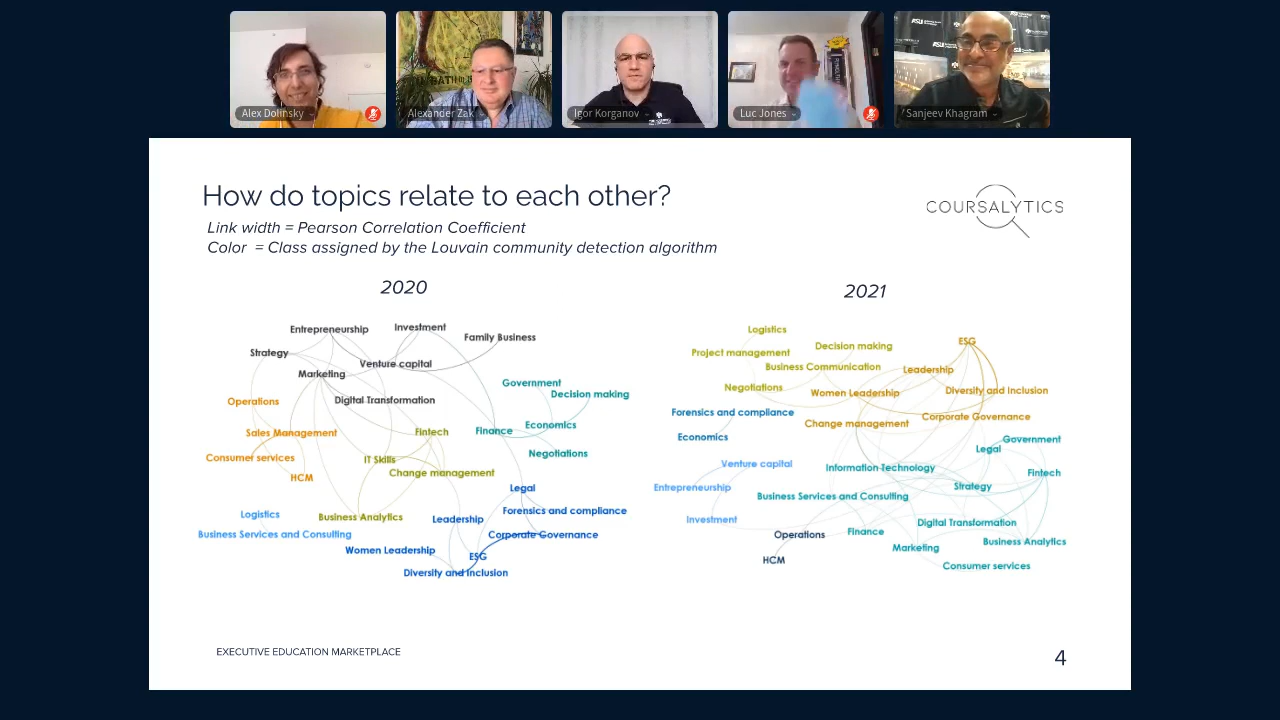 Alex Dolinsky
Alexander Zak
Igor Korganov
Luc Jones
Sanjeev Khagram
ASU
How do topics relate to each other?
Link width = Pearson Correlation Coefficient
Color = Class assigned by the Louvain community detection algorithm
COURSALYTICS
2020
Entrepreneurship
Investment
Family Business
Strategy
Venture capital
Marketing
Government
Decision making
Operations
Digital Transformation
Sales Management
Fintech
Finance
Economics
Consumer services
IT Skills
Negotiations
HCM
Change management
Legal
Logistics
Business Analytics
Leadership
Forensics and compliance
Business Services and Consulting
Corporate Governance
Women Leadership
ESG
Diversity and Inclusion
2021
Logistics
Project management
Decision making
ESG
Business Communication
Leadership
Negotiations
Women Leadership
Diversity and Inclusion
Forensics and compliance
Change management
Corporate Governance
Economics
Government
Legal
Venture capital
Information Technology
Fintech
Entrepreneurship
Business Services and Consulting
Strategy
Investment
Operations
Finance
Digital Transformation
HCM
Marketing
Business Analytics
Consumer services
EXECUTIVE EDUCATION MARKETPLACE
4